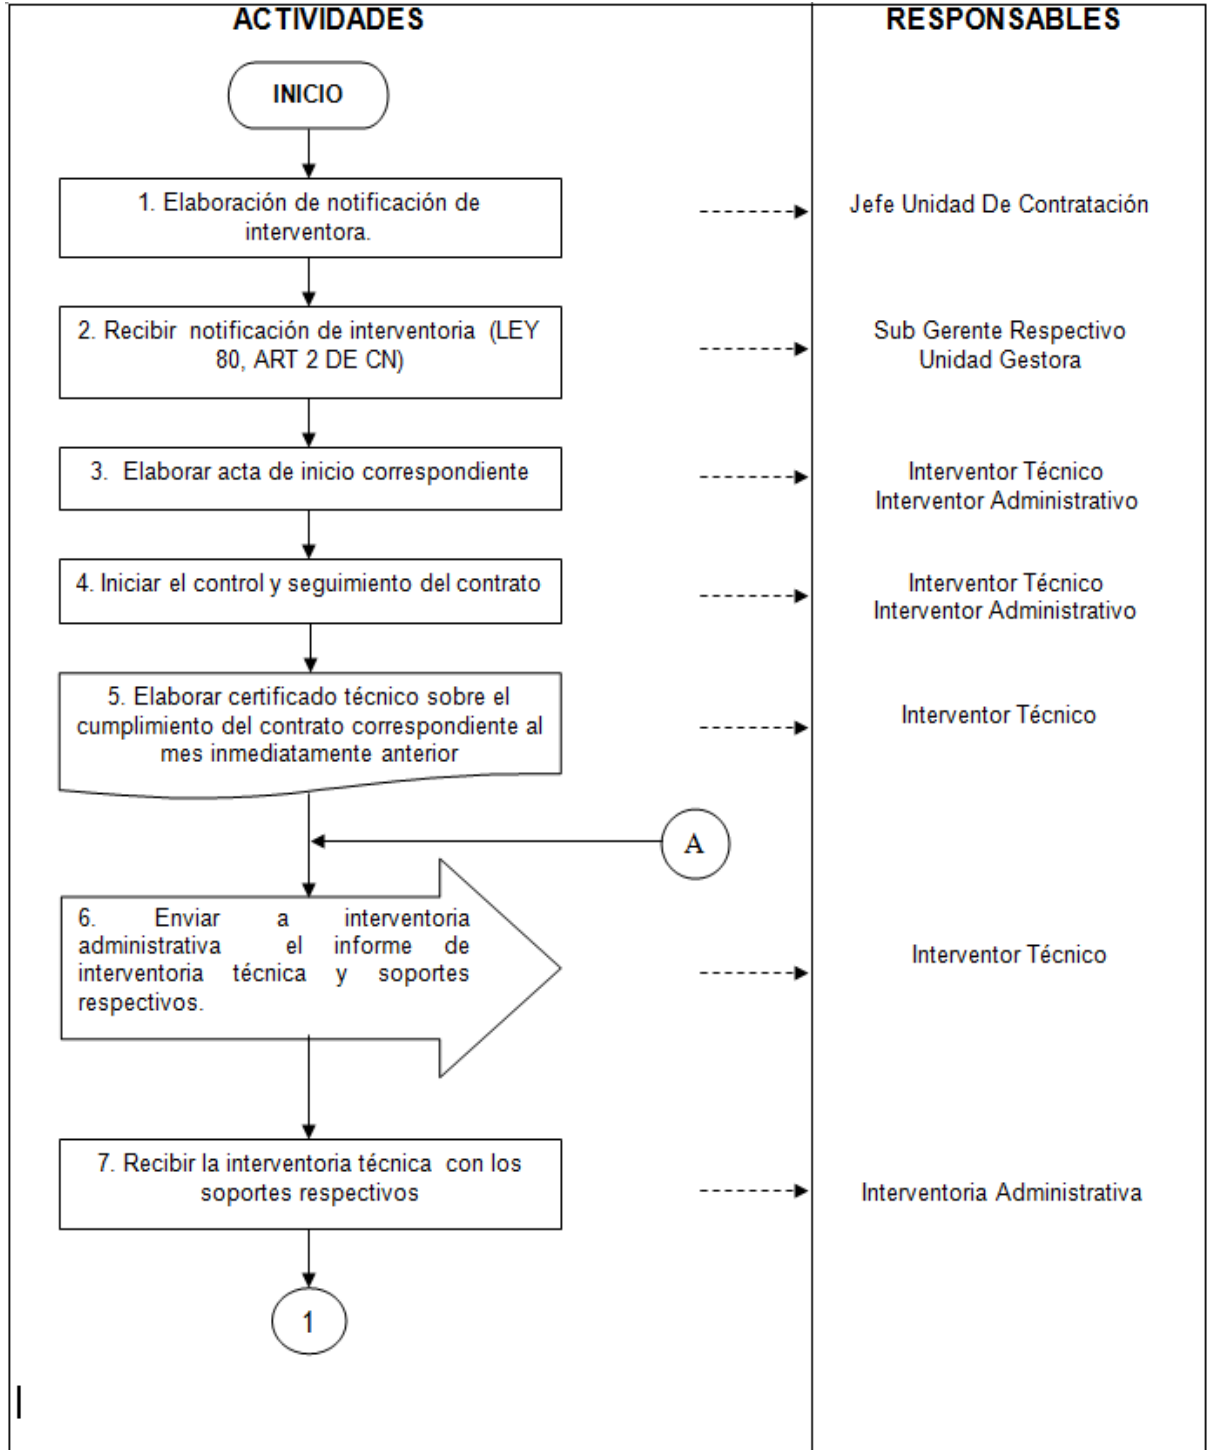 ACTIVIDADES
RESPONSABLES
INICIO
1. Elaboración de notificación de
interventora.
Jefe Unidad De Contratación
2. Recibir notificación de interventoria (LEY
80, ART 2 DE CN)
Sub Gerente Respectivo
Unidad Gestora
3. Elaborar acta de inicio correspondiente
Interventor Técnico
Interventor Administrativo
4. Iniciar el control y seguimiento del contrato
Interventor Técnico
Interventor Administrativo
5. Elaborar certificado técnico sobre el
cumplimiento del contrato correspondiente al
mes inmediatamente anterior
Interventor Técnico
A
6. Enviar a interventoria
administrativa el informe de
interventoria técnica y soportes
respectivos.
Interventor Técnico
7. Recibir la interventoria técnica con los
soportes respectivos
Interventoria Administrativa
1